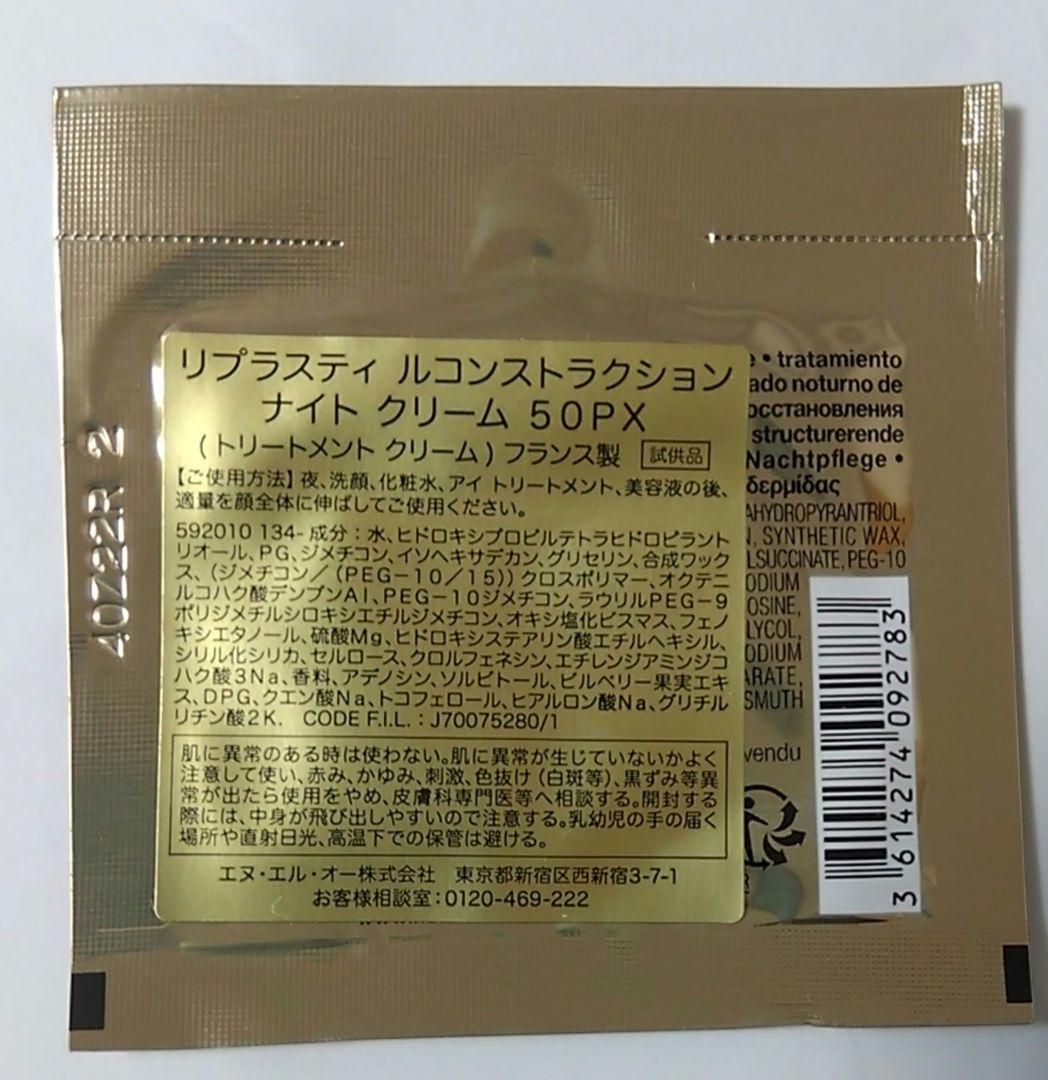 リプラスティ ルコンストラクション
ナイト クリーム 50PX
(トリートメント クリーム) フランス製 試供品
【ご使用方法】夜、洗顔、化粧水、アイ トリートメント、美容液の後、
適量を顔全体に伸ばしてご使用ください。
592010 134- 成分：水、ヒドロキシプロピルテトラヒドロピラント
リオール、PG、ジメチコン、イソヘキサデカン、グリセリン、合成ワック
ス、(ジメチコン／(PEG－10／15))クロスポリマー、オクテニ
ルコハク酸デンプンAl、PEG－10ジメチコン、ラウリルPEG－9
ポリジメチルシロキシエチルジメチコン、オキシ塩化ビスマス、フェノ
キシエタノール、硫酸Mg、ヒドロキシステアリン酸エチルヘキシル、
シリル化シリカ、セルロース、クロルフェネシン、エチレンジアミンジコ
ハク酸3Na、香料、アデノシン、ソルビトール、ビルベリー果実エキ
ス、DPG、クエン酸Na、トコフェロール、ヒアルロン酸Na、グリチル
リチン酸2K. CODE F.I.L.：J70075280/1
肌に異常のある時は使わない。肌に異常が生じていないかよく
注意して使い、赤み、かゆみ、刺激、色抜け(白斑等)、黒ずみ等異
常が出たら使用をやめ、皮膚科専門医等へ相談する。開封する
際には、中身が飛び出しやすいので注意する。乳幼児の手の届く
場所や直射日光、高温下での保管は避ける。
エヌ・エル・オー株式会社 東京都新宿区西新宿3-7-1
お客様相談室：0120-469-222
e • tratamiento
ado noturno de
осстановления
structurerende
Nachtpflege •
δερμίδας
AHYDROPYRANTRIOL,
N, SYNTHETIC WAX,
LSUCCINATE, PEG-10
ODIUM
OSINE,
LYCOL,
ODIUM
ARATE,
SMUTH
vendu
3 614274 092783
40Z22R 2